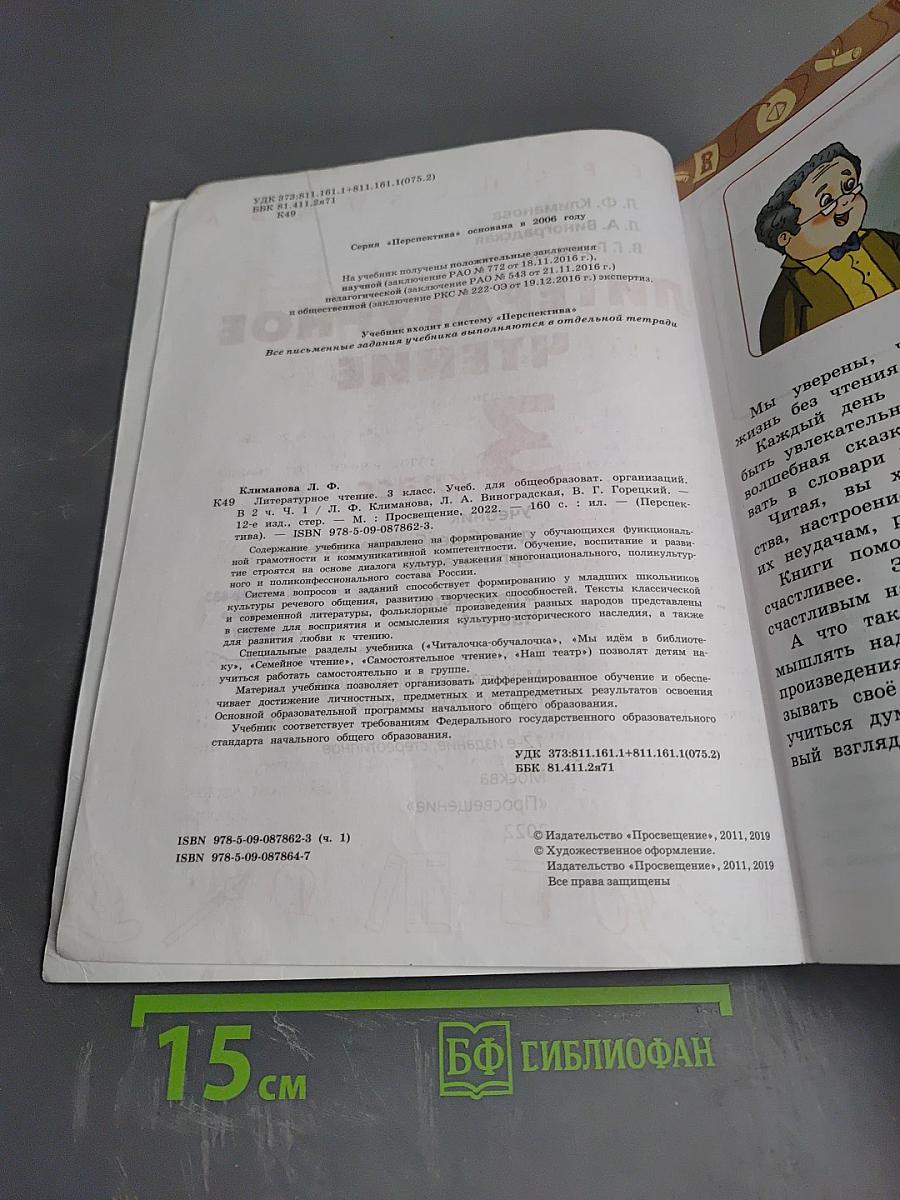 УДК 373:811.161.1+811.161.1(075.2)
ББК 81.411.2я71
К49
Серия «Перспектива» основана в 2006 году
На учебник получены положительные заключения
научной (заключение РАО № 772 от 18.11.2016 г.),
педагогической (заключение РАО № 543 от 21.11.2016 г.)
и общественной (заключение РКС № 222-ОЭ от 19.12.2016 г.) экспертиз.
Учебник входит в систему «Перспектива»
Все письменные задания учебника выполняются в отдельной тетради
Климанова Л. Ф.
К49 Литературное чтение. 3 класс. Учеб. для общеобразоват. организаций.
В 2 ч. Ч. 1 / Л. Ф. Климанова, Л. А. Виноградская, В. Г. Горецкий. —
12-е изд., стер. — М. : Просвещение, 2022. — 160 с. : ил. — (Перспек-
тива). — ISBN 978-5-09-087862-3.
Содержание учебника направлено на формирование у обучающихся функциональ-
ной грамотности и коммуникативной компетентности. Обучение, воспитание и разви-
тие строятся на основе диалога культур, уважения многонационального, поликультур-
ного и поликонфессионального состава России.
Система вопросов и заданий способствует формированию у младших школьников
культуры речевого общения, развитию творческих способностей. Тексты классической
и современной литературы, фольклорные произведения разных народов представлены
в системе для восприятия и осмысления культурно-исторического наследия, а также
для развития любви к чтению.
Специальные разделы учебника («Читалочка-обучалочка», «Мы идём в библиоте-
ку», «Семейное чтение», «Самостоятельное чтение», «Наш театр») позволят детям на-
учиться работать самостоятельно и в группе.
Материал учебника позволяет организовать дифференцированное обучение и обеспе-
чивает достижение личностных, предметных и метапредметных результатов освоения
Основной образовательной программы начального общего образования.
Учебник соответствует требованиям Федерального государственного образовательного
стандарта начального общего образования.
УДК 373:811.161.1+811.161.1(075.2)
ББК 81.411.2я71
ISBN 978-5-09-087862-3 (ч. 1)
ISBN 978-5-09-087864-7
© Издательство «Просвещение», 2011, 2019
© Художественное оформление.
Издательство «Просвещение», 2011, 2019
Все права защищены
Мы уверены,
жизнь без чтения
Каждый день
быть увлекательн
волшебная сказк
вать в словари
Читая, вы
ства, настроени
их неудачам,
Книги помо
счастливее.
счастливым
А что так
мышлять над
произведения
зывать своё
учиться дум
вый взгляд
15 см
БФ БИБЛИОФАН